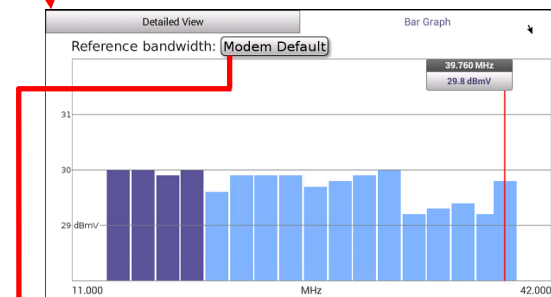 Detailed View Bar Graph
Reference bandwidth: Modem Default
39.760 MHz
29.8 dBmV
31
30
29 dBmV
11.000 MHz 42.000